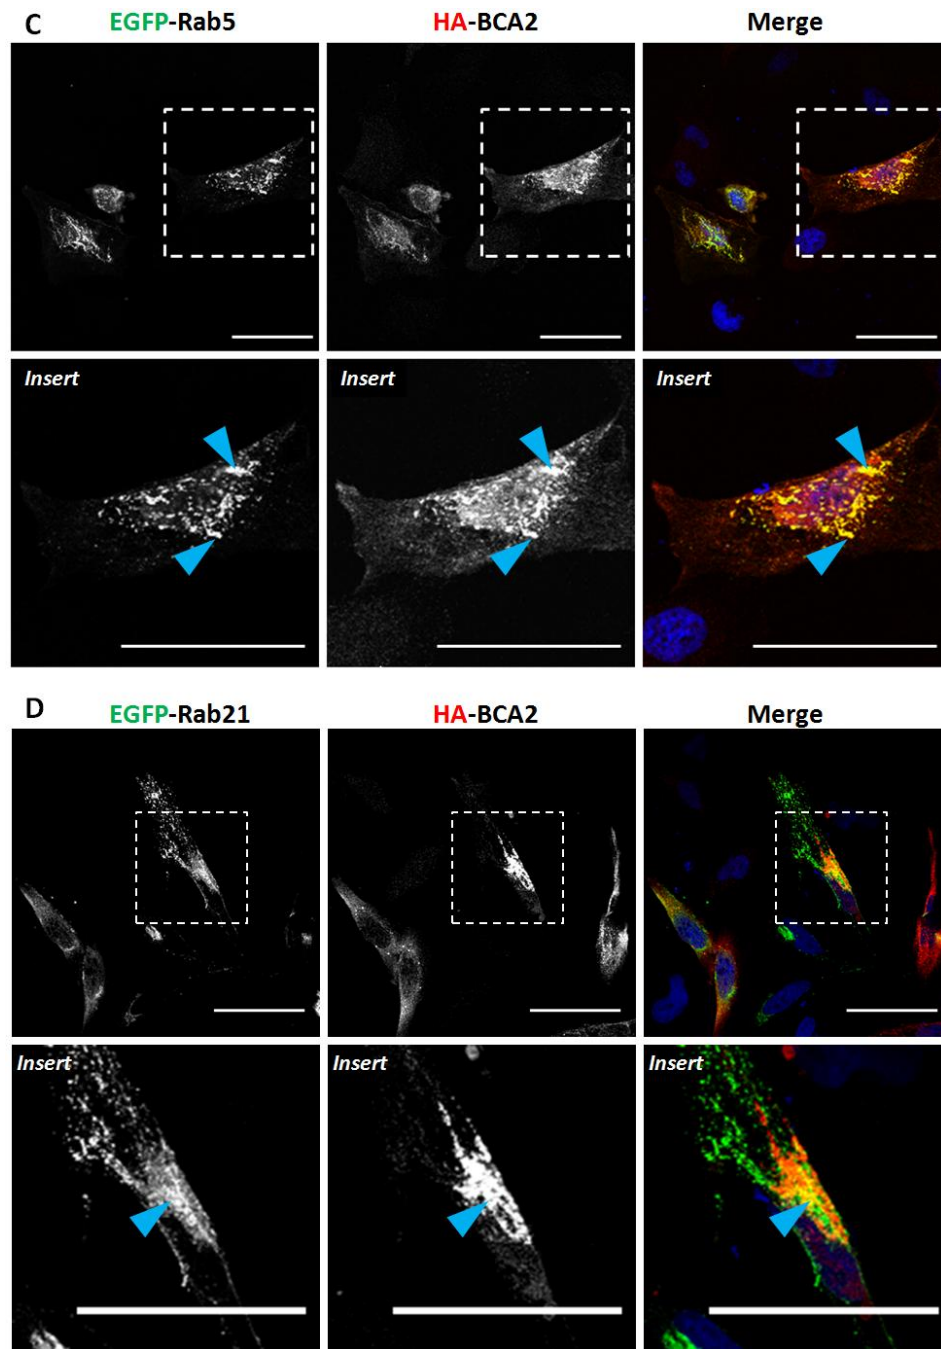 C EGFP-Rab5 HA-BCA2 Merge
Insert Insert Insert
D EGFP-Rab21 HA-BCA2 Merge
Insert Insert Insert